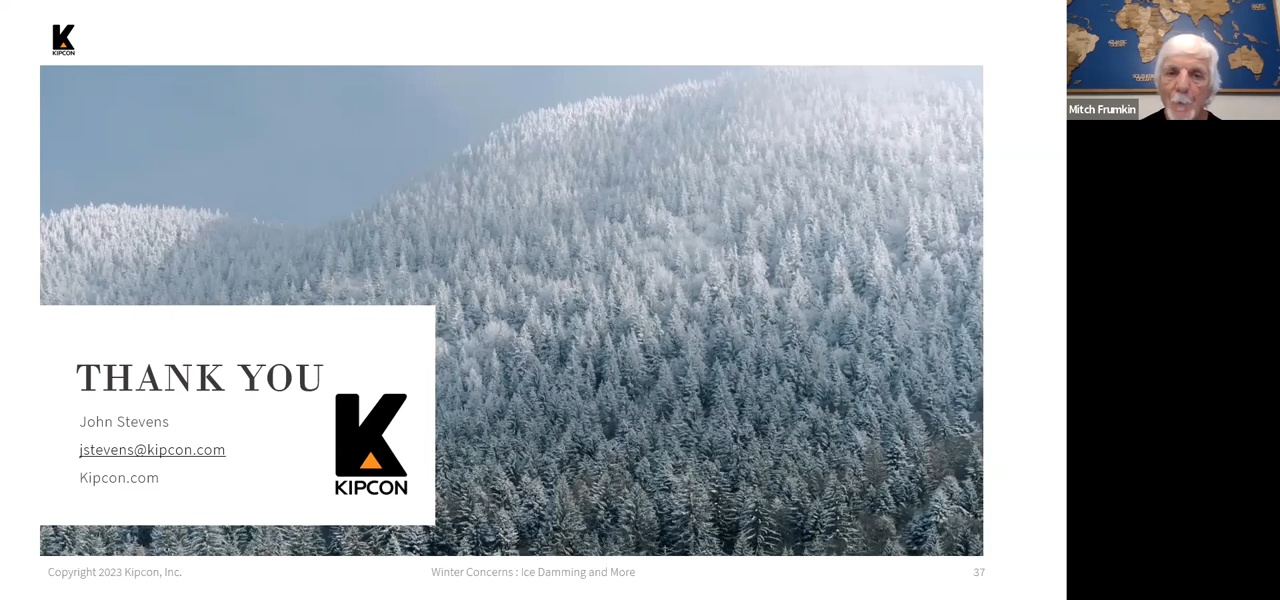 KIPCON
THANK YOU
John Stevens
jstevens@kipcon.com
Kipcon.com
KIPCON
Copyright 2023 Kipcon, Inc.
Winter Concerns : Ice Damming and More
37
Mitch Frumkin